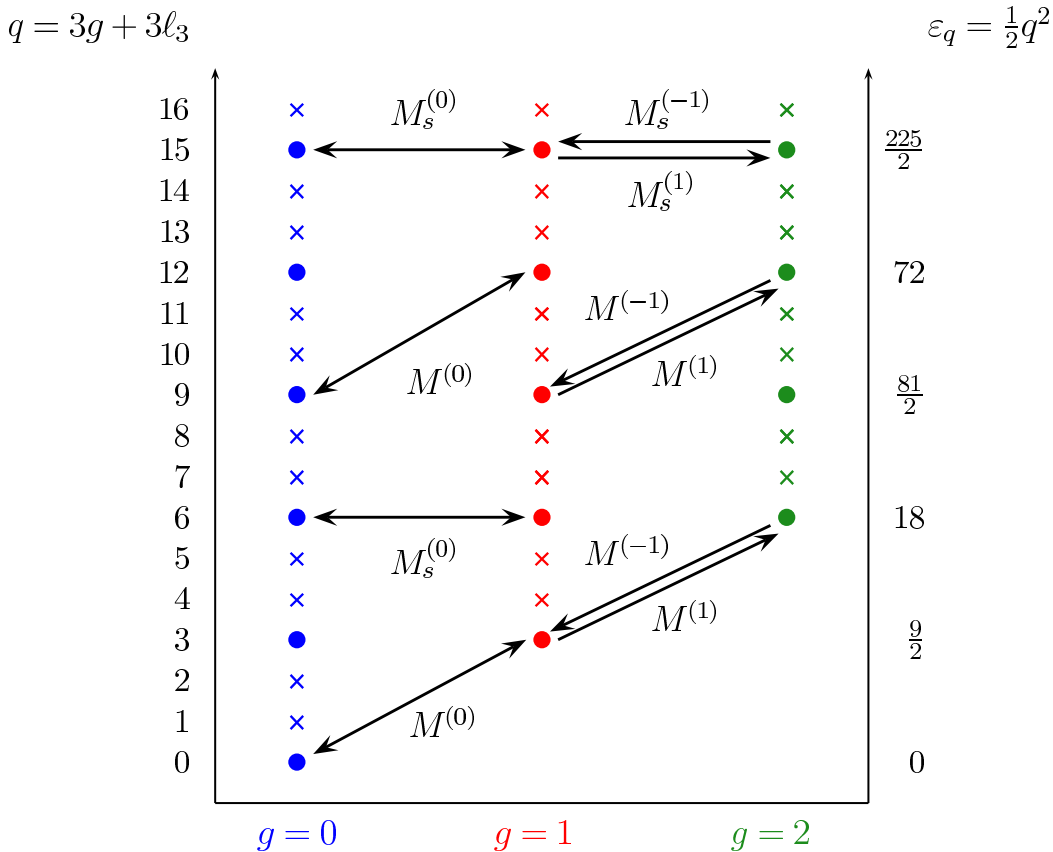 q = 3g + 3ℓ₃ ε_q = ½q²
16 M_s^{(0)} M_s^{(−1)}
15 225/2
14 M_s^{(1)}
13
12 72
11 M^{(−1)}
10
9 M^{(0)} M^{(1)} 81/2
8
7
6 18
5 M_s^{(0)} M^{(−1)}
4
3 M^{(1)} 9/2
2
1 M^{(0)}
0 0
g = 0 g = 1 g = 2